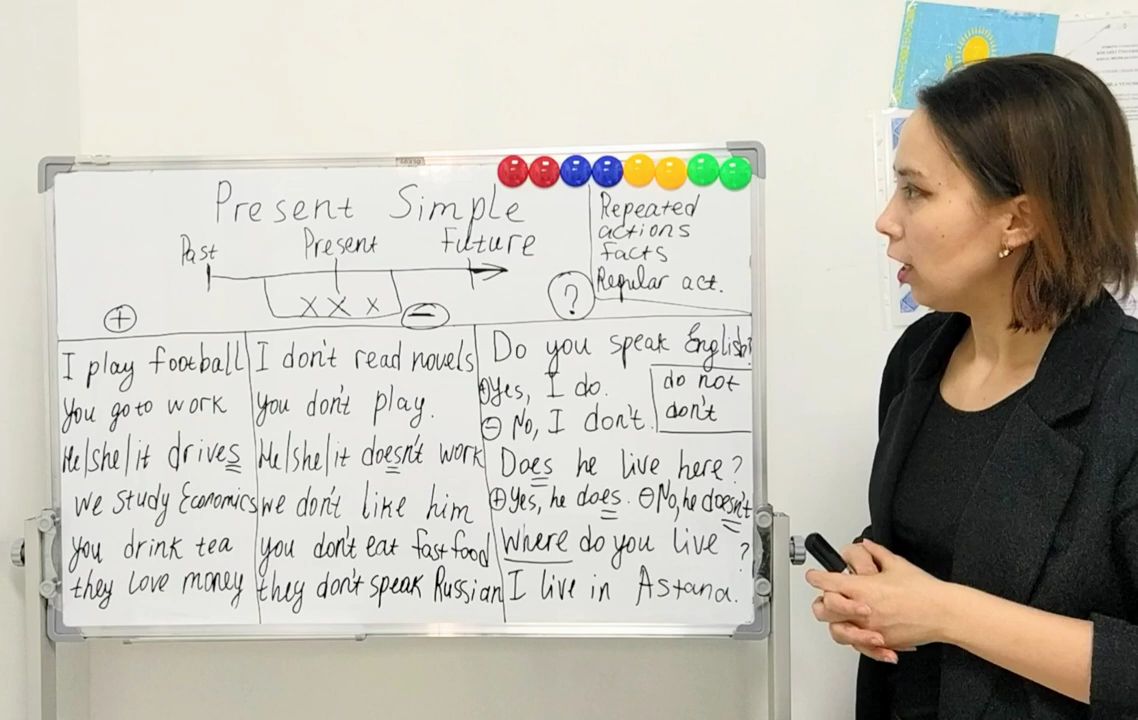 Present Simple
Past Present Future
Repeated
actions
Facts
Regular act.
?
+
I play football
You go to work
He/she/it drives
We study Economics
you drink tea
they love money
−
I don't read novels
you don't play.
He/she/it doesn't work
we don't like him
you don't eat fast food
they don't speak Russian
Do you speak English?
⊕Yes, I do.
⊖ No, I don't.
do not
don't
Does he live here?
⊕Yes, he does. ⊖No, he doesn't
Where do you live ?
I live in Astana.